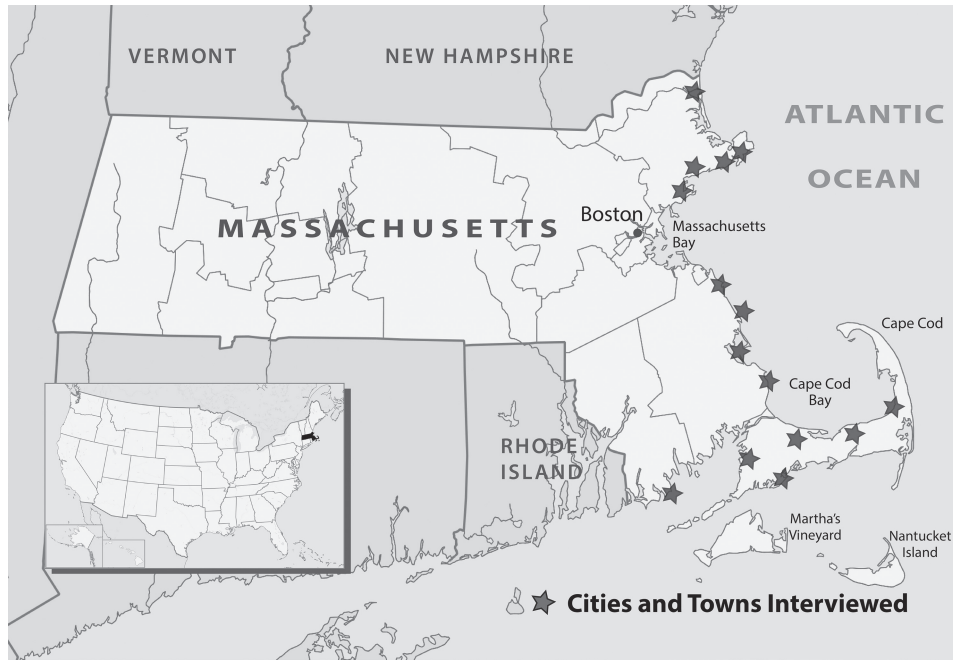 VERMONT
NEW HAMPSHIRE
ATLANTIC
OCEAN
MASSACHUSETTS
Boston
Massachusetts
Bay
Cape Cod
Cape Cod
Bay
RHODE
ISLAND
Martha's
Vineyard
Nantucket
Island
Cities and Towns Interviewed